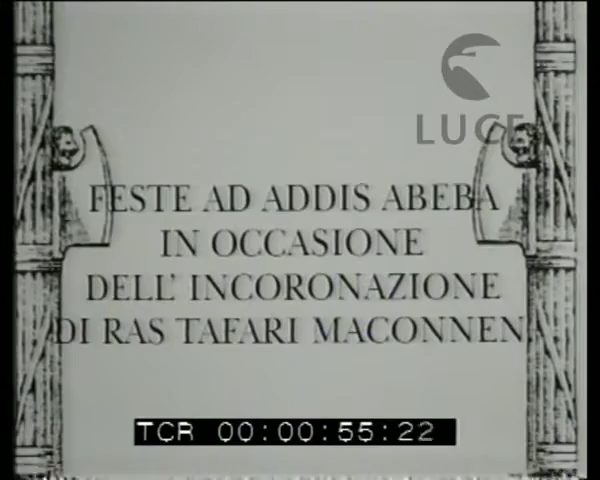 LUCE
FESTE AD ADDIS ABEBA
IN OCCASIONE
DELL' INCORONAZIONE
DI RAS TAFARI MACONNEN
TCR 00:00:55:22